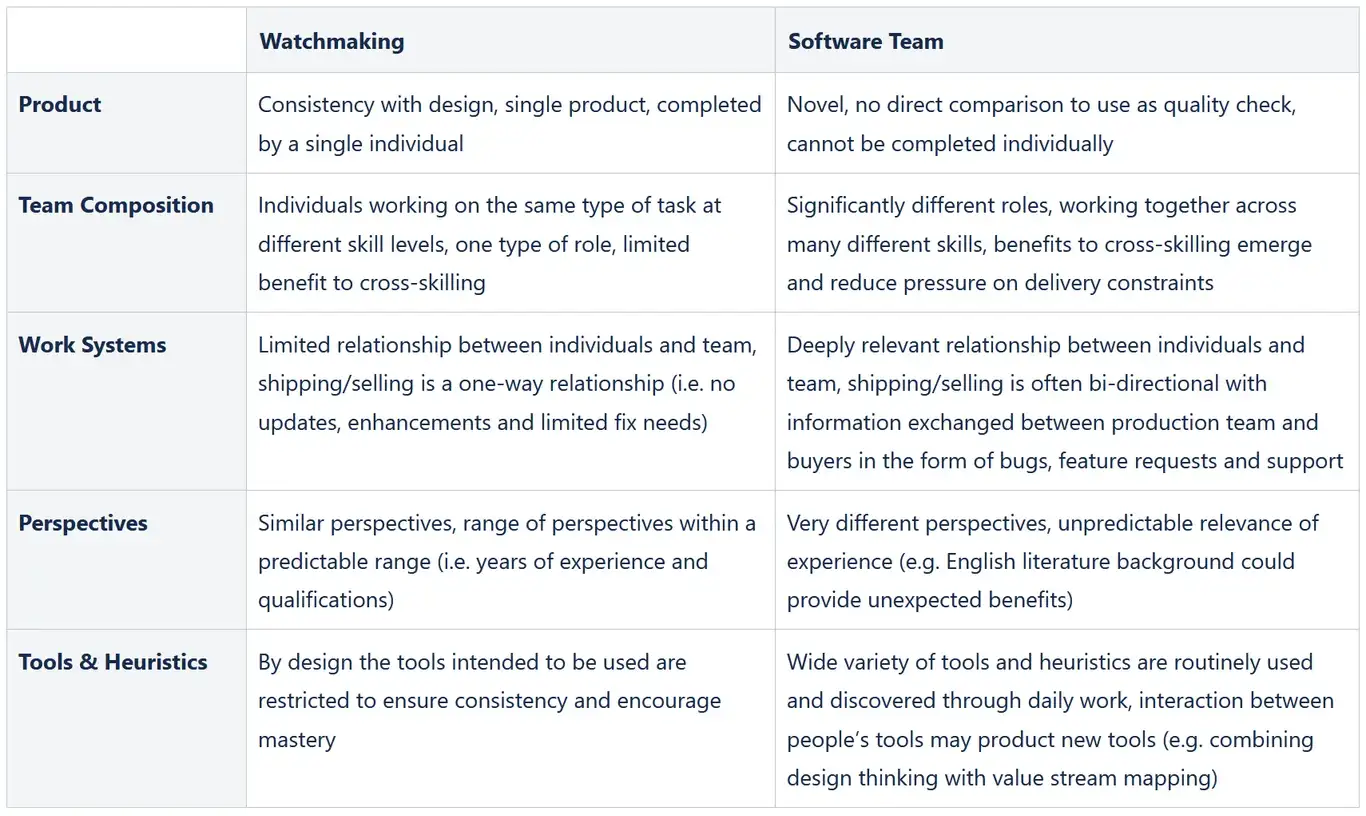 Watchmaking
Software Team
Product
Consistency with design, single product, completed
by a single individual
Novel, no direct comparison to use as quality check,
cannot be completed individually
Team Composition
Individuals working on the same type of task at
different skill levels, one type of role, limited
benefit to cross-skilling
Significantly different roles, working together across
many different skills, benefits to cross-skilling emerge
and reduce pressure on delivery constraints
Work Systems
Limited relationship between individuals and team,
shipping/selling is a one-way relationship (i.e. no
updates, enhancements and limited fix needs)
Deeply relevant relationship between individuals and
team, shipping/selling is often bi-directional with
information exchanged between production team and
buyers in the form of bugs, feature requests and support
Perspectives
Similar perspectives, range of perspectives within a
predictable range (i.e. years of experience and
qualifications)
Very different perspectives, unpredictable relevance of
experience (e.g. English literature background could
provide unexpected benefits)
Tools & Heuristics
By design the tools intended to be used are
restricted to ensure consistency and encourage
mastery
Wide variety of tools and heuristics are routinely used
and discovered through daily work, interaction between
people’s tools may product new tools (e.g. combining
design thinking with value stream mapping)